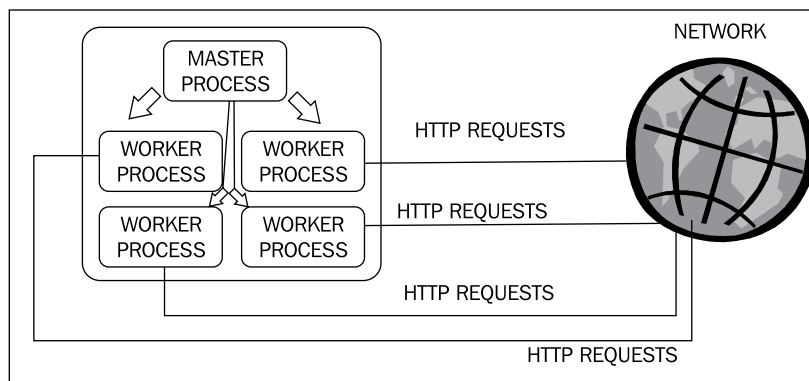 NETWORK
MASTER
PROCESS
HTTP REQUESTS
WORKER
PROCESS
WORKER
PROCESS
HTTP REQUESTS
WORKER
PROCESS
WORKER
PROCESS
HTTP REQUESTS
HTTP REQUESTS